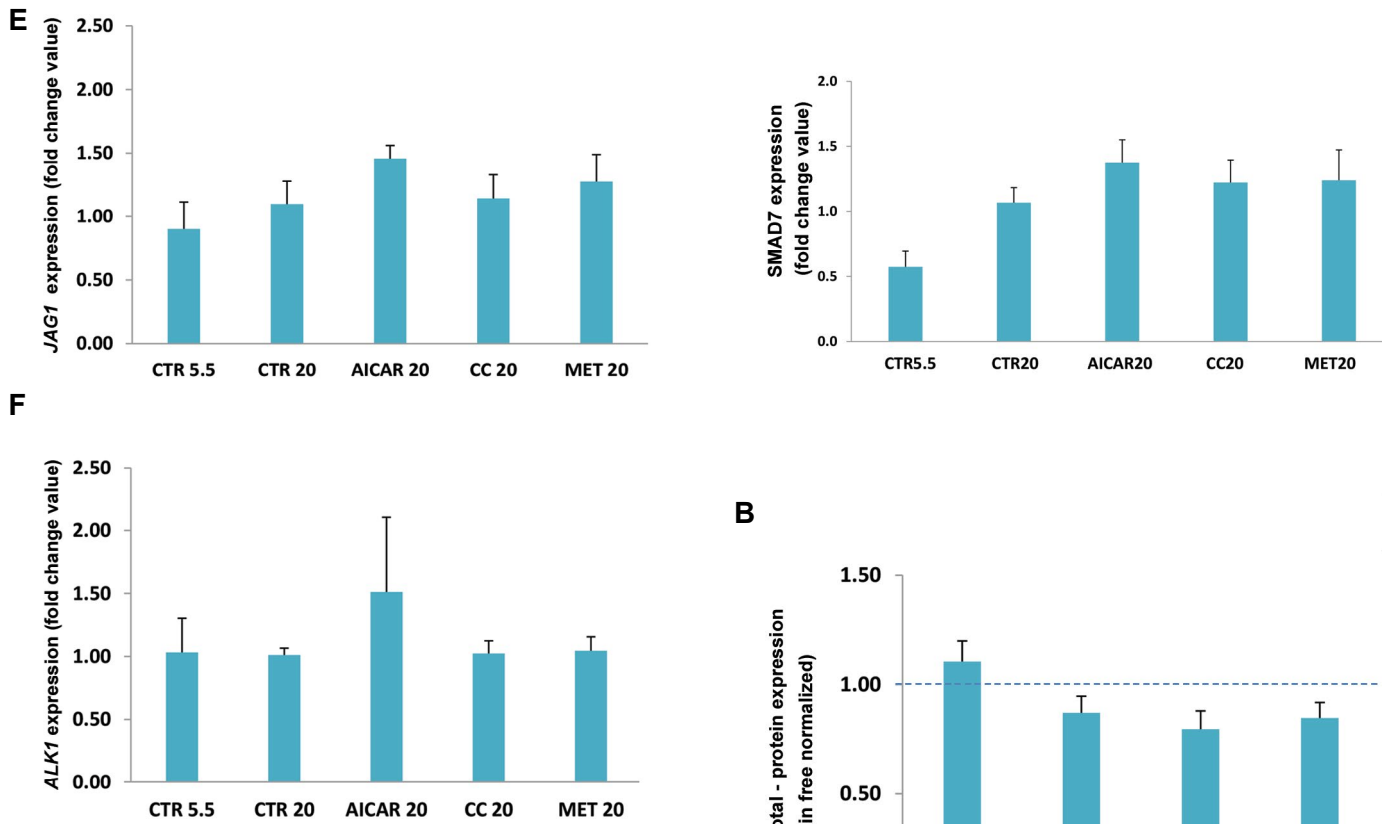 E
JAG1 expression (fold change value)
2.50
2.00
1.50
1.00
0.50
0.00
CTR 5.5 CTR 20 AICAR 20 CC 20 MET 20
SMAD7 expression
(fold change value)
2.0
1.5
1.0
0.5
0.0
CTR5.5 CTR20 AICAR20 CC20 MET20
F
ALK1 expression (fold change value)
2.50
2.00
1.50
1.00
0.50
0.00
CTR 5.5 CTR 20 AICAR 20 CC 20 MET 20
B
- protein expression
free normalized)
1.50
1.00
0.50